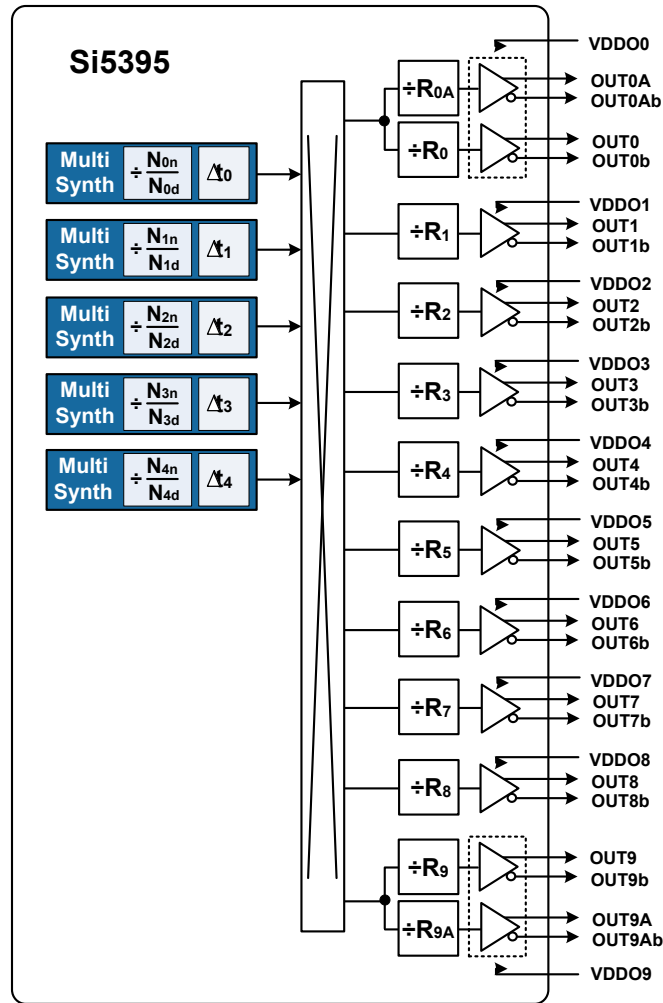 Si5395
Multi Synth ÷ N0n/N0d Δt0
Multi Synth ÷ N1n/N1d Δt1
Multi Synth ÷ N2n/N2d Δt2
Multi Synth ÷ N3n/N3d Δt3
Multi Synth ÷ N4n/N4d Δt4
÷R0A
÷R0
÷R1
÷R2
÷R3
÷R4
÷R5
÷R6
÷R7
÷R8
÷R9
÷R9A
VDDO0
OUT0A
OUT0Ab
OUT0
OUT0b
VDDO1
OUT1
OUT1b
VDDO2
OUT2
OUT2b
VDDO3
OUT3
OUT3b
VDDO4
OUT4
OUT4b
VDDO5
OUT5
OUT5b
VDDO6
OUT6
OUT6b
VDDO7
OUT7
OUT7b
VDDO8
OUT8
OUT8b
OUT9
OUT9b
OUT9A
OUT9Ab
VDDO9